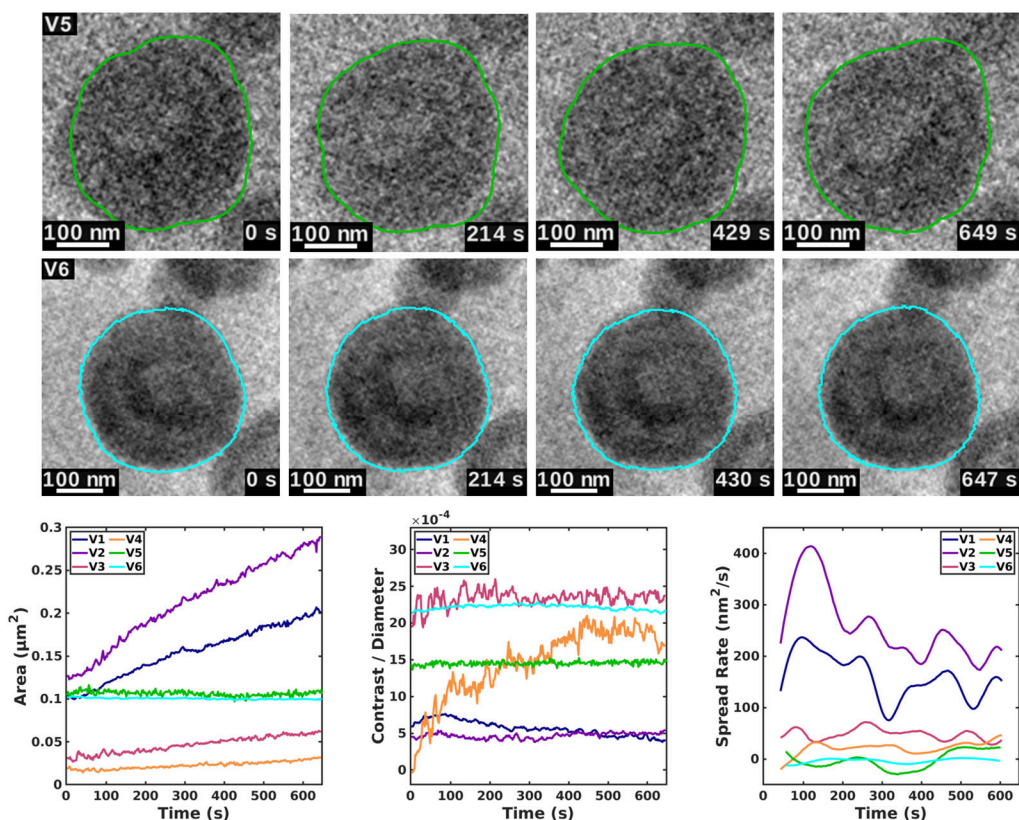 V5
100 nm 0 s
100 nm 214 s
100 nm 429 s
100 nm 649 s
V6
100 nm 0 s
100 nm 214 s
100 nm 430 s
100 nm 647 s
0.3
0.25
0.2
0.15
0.1
0.05
0
Area (µm²)
V1 V4
V2 V5
V3 V6
0 100 200 300 400 500 600
Time (s)
×10⁻⁴
30
25
20
15
10
5
0
Contrast / Diameter
V1 V4
V2 V5
V3 V6
0 100 200 300 400 500 600
Time (s)
400
300
200
100
0
Spread Rate (nm²/s)
V1 V4
V2 V5
V3 V6
0 100 200 300 400 500 600
Time (s)